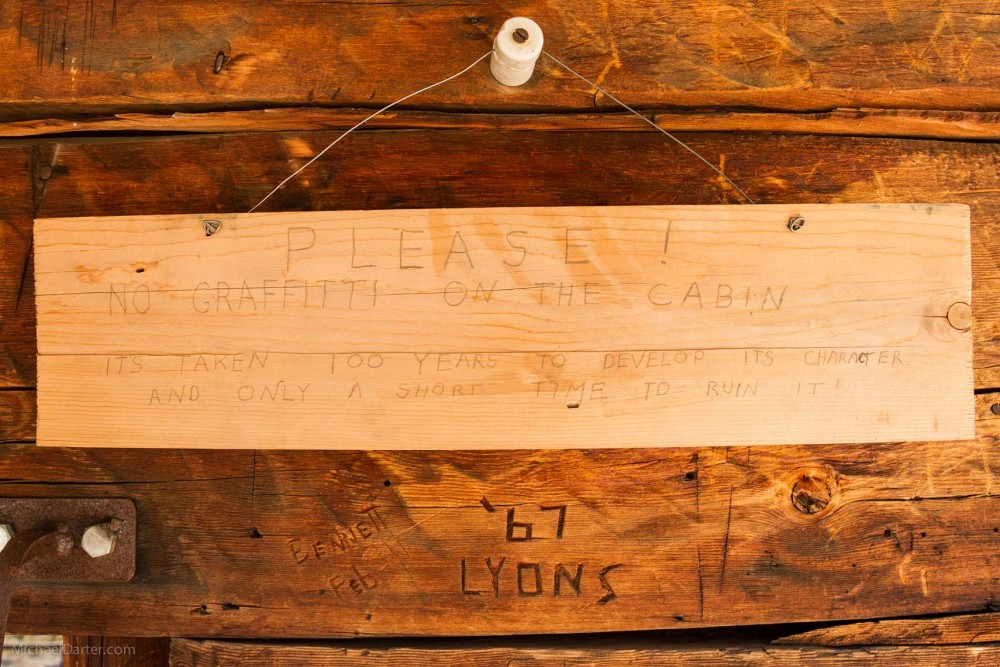 PLEASE!
NO GRAFFITTI ON THE CABIN
ITS TAKEN 100 YEARS TO DEVELOP ITS CHARACTER
AND ONLY A SHORT TIME TO RUIN IT!
'67
LYONS
BENNETT
FEB
MichaelDarter.com